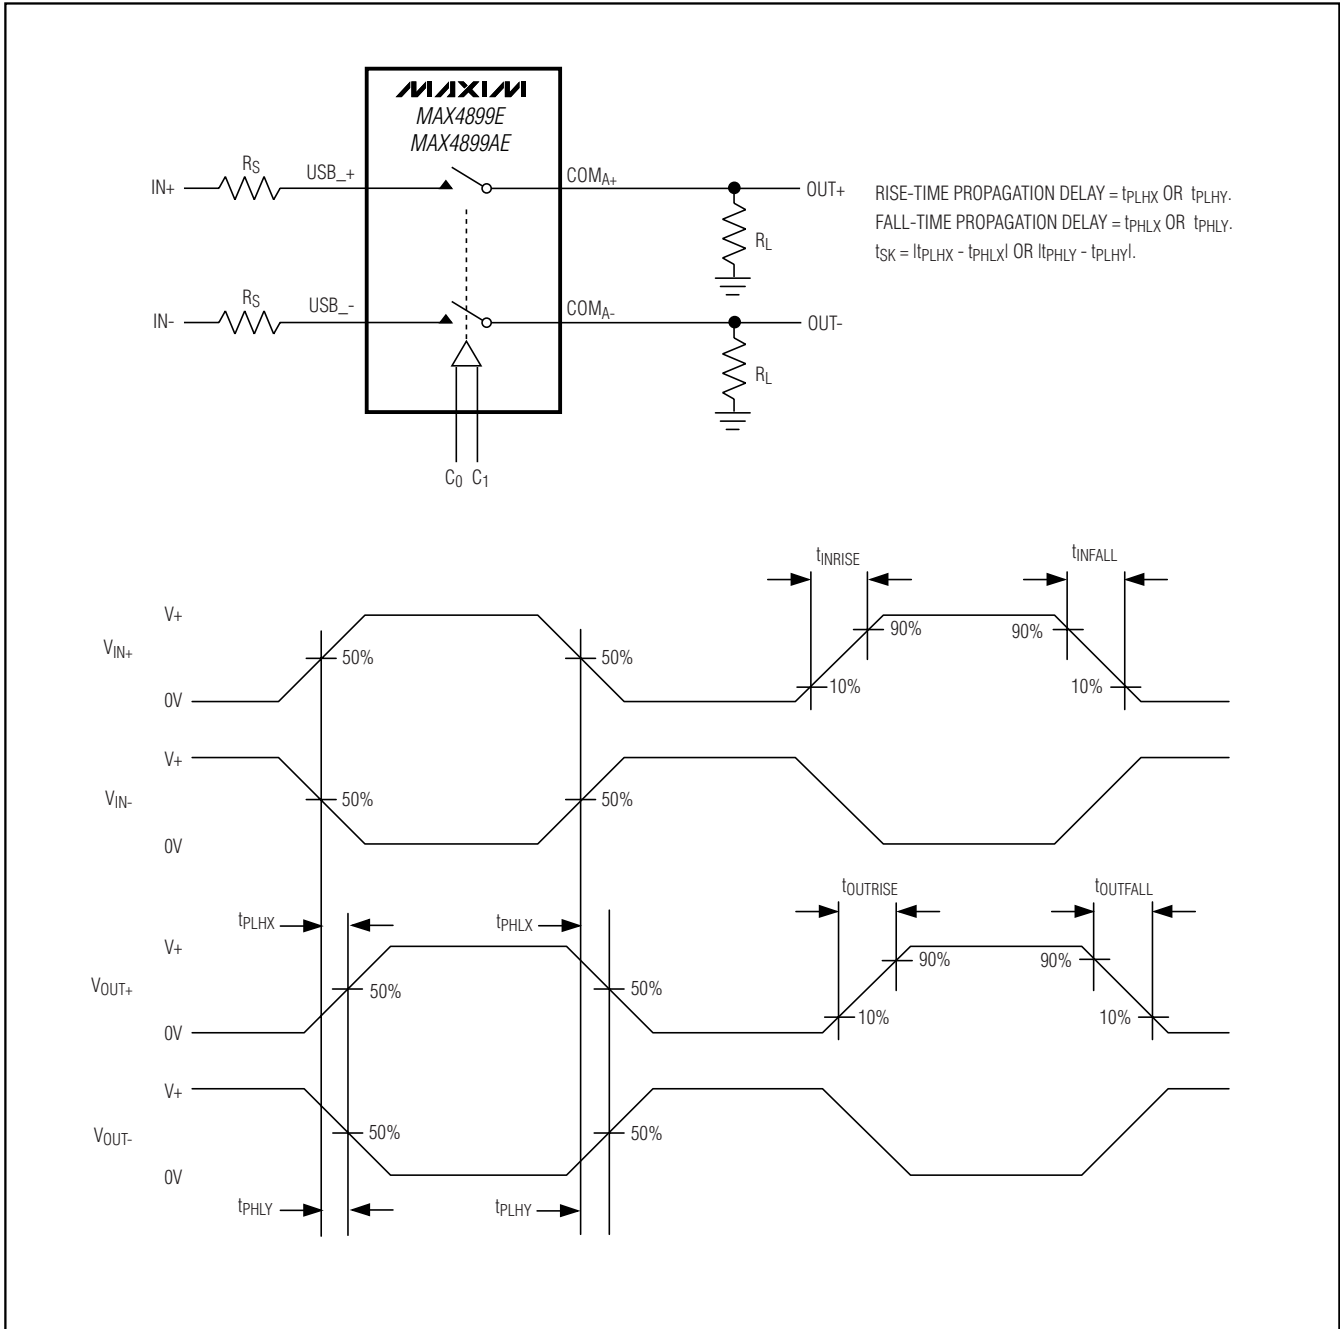 MAXIM
MAX4899E
MAX4899AE
IN+ RS USB_+ COMA+ OUT+
RL
IN- RS USB_- COMA- OUT-
RL
C0 C1
RISE-TIME PROPAGATION DELAY = tPLHX OR tPLHY.
FALL-TIME PROPAGATION DELAY = tPHLX OR tPHLY.
tSK = |tPLHX - tPHLX| OR |tPHLY - tPLHY|.
tINRISE tINFALL
V+
90% 90%
VIN+ 50% 50%
10% 10%
0V
V+
VIN- 50% 50%
0V
tOUTRISE tOUTFALL
tPLHX tPHLX
V+
90% 90%
VOUT+ 50% 50%
10% 10%
0V
V+
VOUT- 50% 50%
0V
tPHLY tPLHY